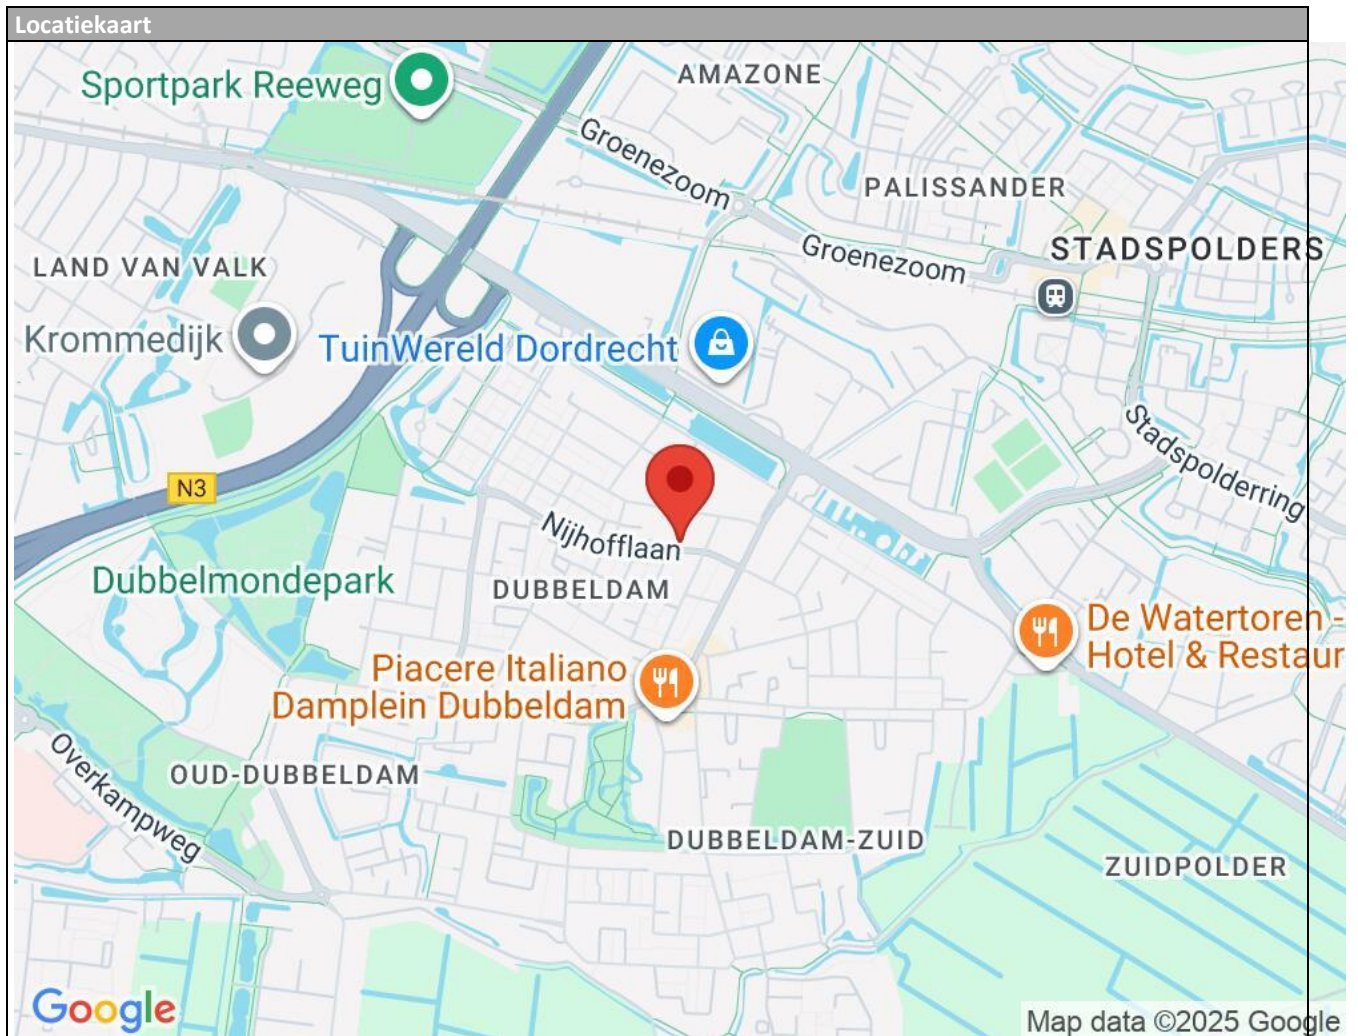 Locatiekaart
AMAZONE
Sportpark Reeweg
Groenezoom
PALISSANDER
STADSPOLDERS
Groenezoom
LAND VAN VALK
Krommedijk
TuinWereld Dordrecht
Stadspolderring
N3
Nijhofflaan
Dubbelmondepark
DUBBELDAM
De Watertoren -
Hotel & Restaur
Piacere Italiano
Damplein Dubbeldam
Overkampweg
OUD-DUBBELDAM
DUBBELDAM-ZUID
ZUIDPOLDER
Google
Map data ©2025 Google